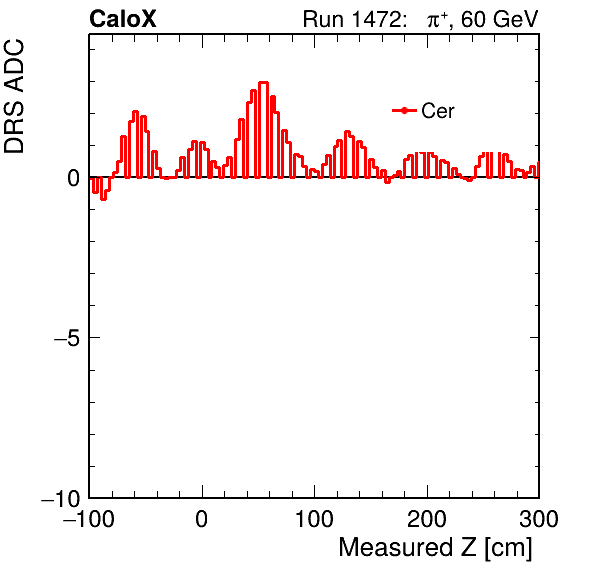 CaloX Run 1472: π⁺, 60 GeV
DRS ADC
Cer
0
−5
−10
−100 0 100 200 300
Measured Z [cm]